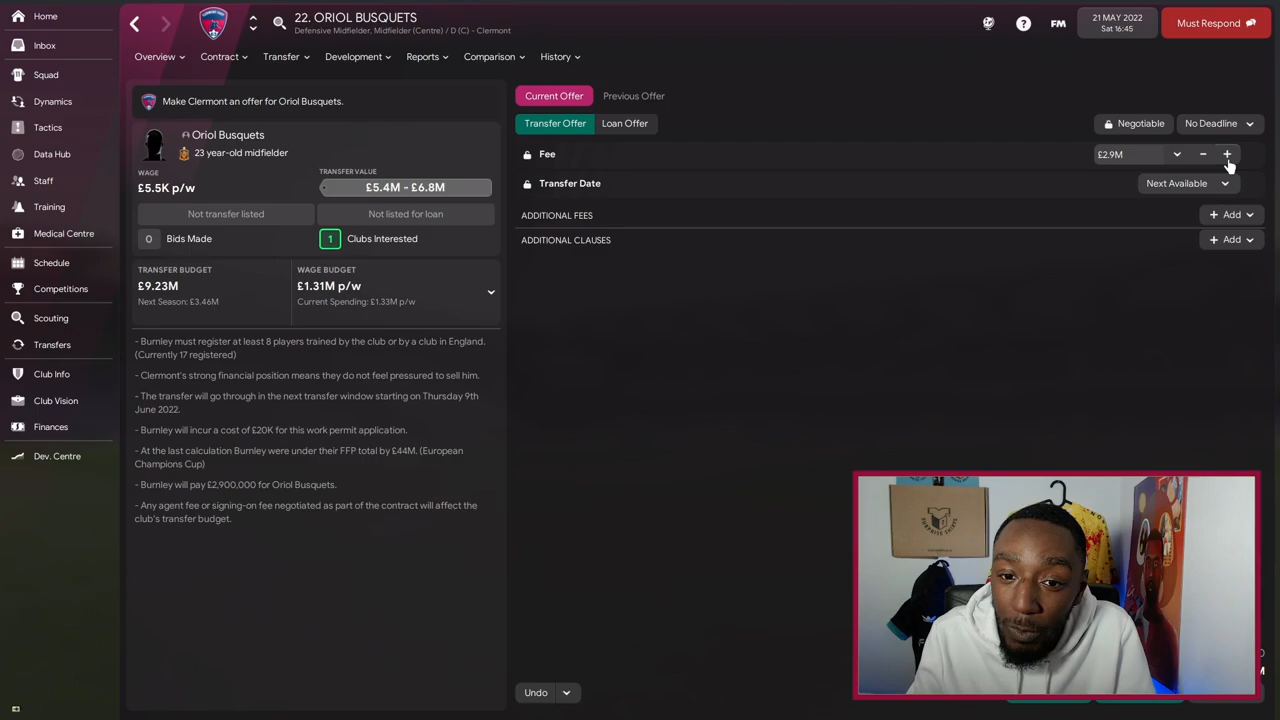 Home
Inbox
Squad
Dynamics
Tactics
Data Hub
Staff
Training
Medical Centre
Schedule
Competitions
Scouting
Transfers
Club Info
Club Vision
Finances
Dev. Centre
22. ORIOL BUSQUETS
Defensive Midfielder, Midfielder (Centre) / D (C) - Clermont
FM
21 MAY 2022
Sat 16:45
Must Respond
Overview
Contract
Transfer
Development
Reports
Comparison
History
Make Clermont an offer for Oriol Busquets.
Oriol Busquets
23 year-old midfielder
WAGE
£5.5K p/w
TRANSFER VALUE
£5.4M - £6.8M
Not transfer listed
Not listed for loan
0 Bids Made
1 Clubs Interested
TRANSFER BUDGET
£9.23M
Next Season: £3.46M
WAGE BUDGET
£1.31M p/w
Current Spending: £1.33M p/w
- Burnley must register at least 8 players trained by the club or by a club in England.
(Currently 17 registered)
- Clermont's strong financial position means they do not feel pressured to sell him.
- The transfer will go through in the next transfer window starting on Thursday 9th
June 2022.
- Burnley will incur a cost of £20K for this work permit application.
- At the last calculation Burnley were under their FFP total by £44M. (European
Champions Cup)
- Burnley will pay £2,900,000 for Oriol Busquets.
- Any agent fee or signing-on fee negotiated as part of the contract will affect the
club's transfer budget.
Current Offer
Previous Offer
Transfer Offer
Loan Offer
Negotiable
No Deadline
Fee
£2.9M
Transfer Date
Next Available
ADDITIONAL FEES
+ Add
ADDITIONAL CLAUSES
+ Add
Undo